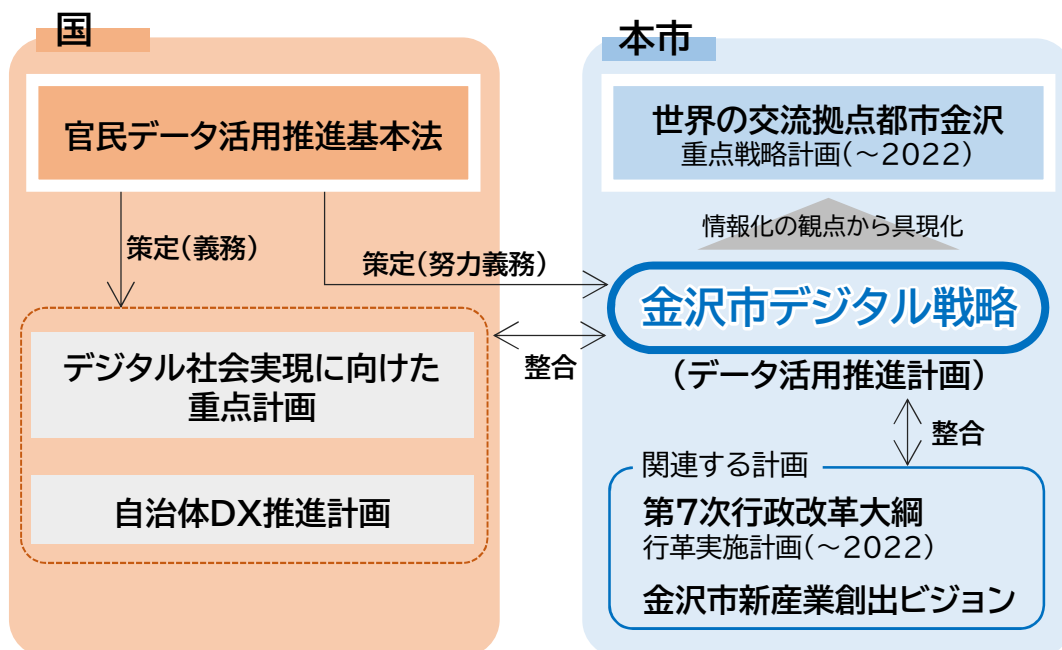 国
官民データ活用推進基本法
策定(義務)
策定(努力義務)
デジタル社会実現に向けた
重点計画
自治体DX推進計画
整合
本市
世界の交流拠点都市金沢
重点戦略計画(～2022)
情報化の観点から具現化
金沢市デジタル戦略
(データ活用推進計画)
整合
関連する計画
第7次行政改革大綱
行革実施計画(～2022)
金沢市新産業創出ビジョン